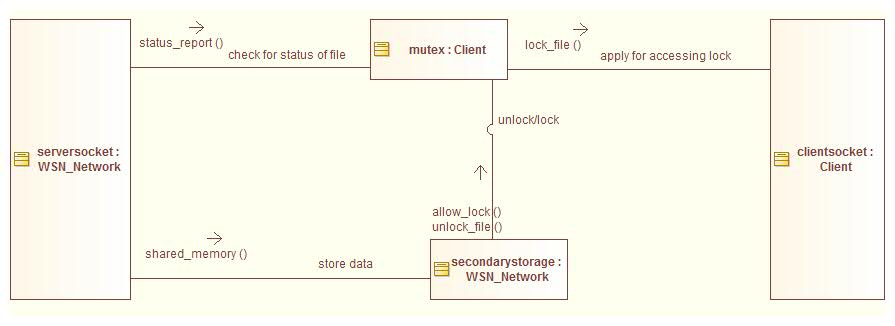 status_report ()
check for status of file
mutex : Client
lock_file ()
apply for accessing lock
unlock/lock
serversocket :
WSN_Network
clientsocket :
Client
allow_lock ()
unlock_file ()
shared_memory ()
store data
secondarystorage :
WSN_Network